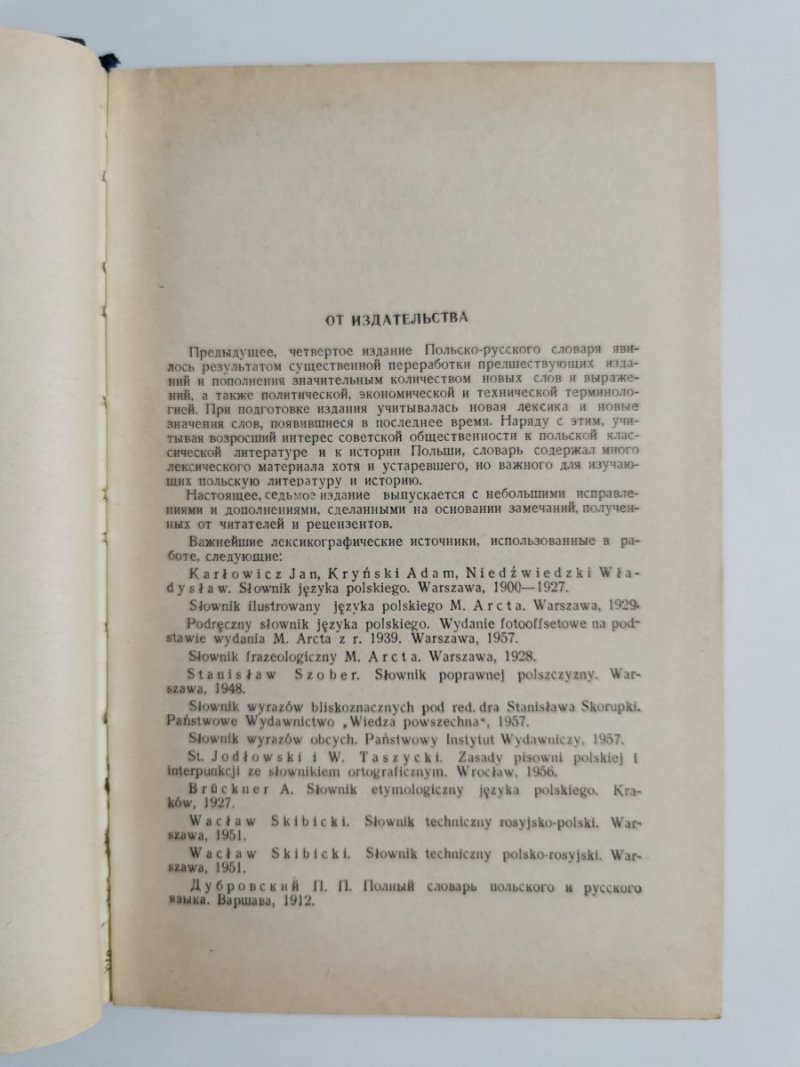 ОТ ИЗДАТЕЛЬСТВА
Предыдущее, четвертое издание Польско-русского словаря яви-
лось результатом существенной переработки предшествующих изда-
ний и пополнения значительным количеством новых слов и выраже-
ний, а также политической, экономической и технической терминоло-
гией. При подготовке издания учитывалась новая лексика и новые
значения слов, появившиеся в последнее время. Наряду с этим, учи-
тывая возросший интерес советской общественности к польской клас-
сической литературе и к истории Польши, словарь содержал много
лексического материала хотя и устаревшего, но важного для изучаю-
щих польскую литературу и историю.
Настоящее, седьмое издание выпускается с небольшими исправле-
ниями и дополнениями, сделанными на основании замечаний, получен-
ных от читателей и рецензентов.
Важнейшие лексикографические источники, использованные в ра-
боте, следующие:
Karłowicz Jan, Kryński Adam, Niedźwiedzki Wła-
dysław. Słownik języka polskiego. Warszawa, 1900—1927.
Słownik ilustrowany języka polskiego M. Arcta. Warszawa, 1929.
Podręczny słownik języka polskiego. Wydanie fotooffsetowe na pod-
stawie wydania M. Arcta z r. 1939. Warszawa, 1957.
Słownik frazeologiczny M. Arcta. Warszawa, 1928.
Stanisław Szober. Słownik poprawnej polszczyzny. War-
szawa, 1948.
Słownik wyrazów bliskoznacznych pod red. dra Stanisława Skorupki.
Państwowe Wydawnictwo „Wiedza powszechna“, 1957.
Słownik wyrazów obcych. Państwowy Instytut Wydawniczy, 1957.
St. Jodłowski i W. Taszycki. Zasady pisowni polskiej i
interpunkcji ze słownikiem ortograficznym. Wrocław, 1956.
Brückner A. Słownik etymologiczny języka polskiego. Kra-
ków, 1927.
Wacław Skibicki. Słownik techniczny rosyjsko-polski. War-
szawa, 1951.
Wacław Skibicki. Słownik techniczny polsko-rosyjski. War-
szawa, 1951.
Дубровский П. П. Полный словарь польского и русского
языка. Варшава, 1912.